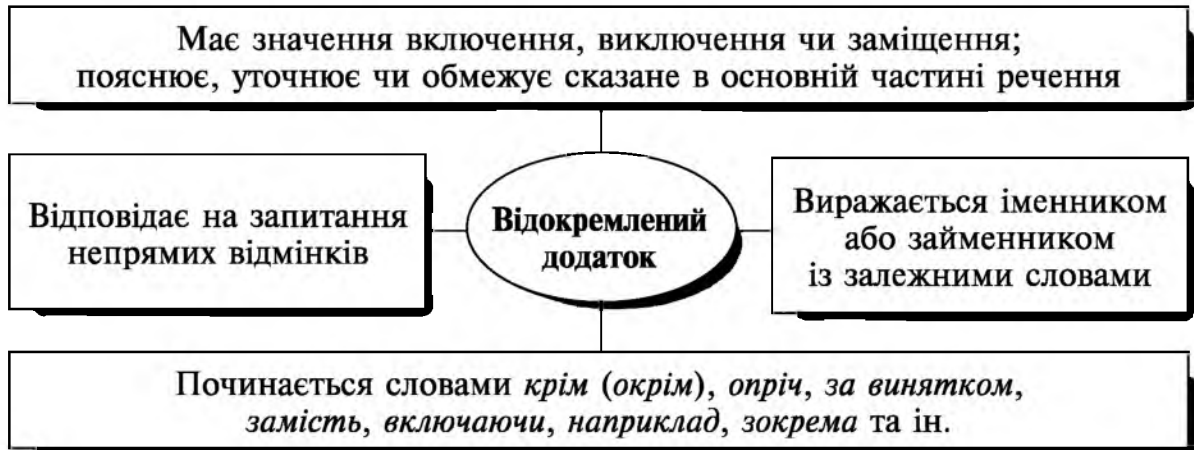 Має значення включення, виключення чи заміщення;
пояснює, уточнює чи обмежує сказане в основній частині речення
Відповідає на запитання
непрямих відмінків
Відокремлений
додаток
Виражається іменником
або займенником
із залежними словами
Починається словами крім (окрім), опріч, за винятком,
замість, включаючи, наприклад, зокрема та ін.